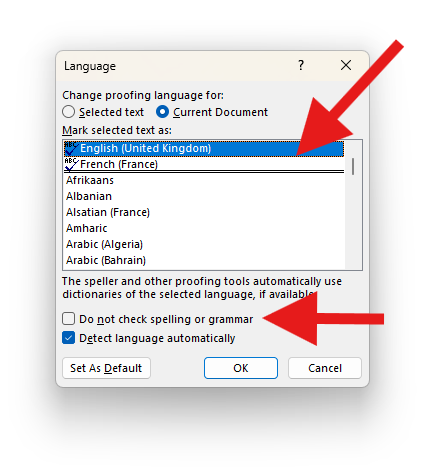 Language ? ×
Change proofing language for:
Selected text Current Document
Mark selected text as:
ABC English (United Kingdom)
ABC French (France)
Afrikaans
Albanian
Alsatian (France)
Amharic
Arabic (Algeria)
Arabic (Bahrain)
The speller and other proofing tools automatically use
dictionaries of the selected language, if available
Do not check spelling or grammar
Detect language automatically
Set As Default OK Cancel